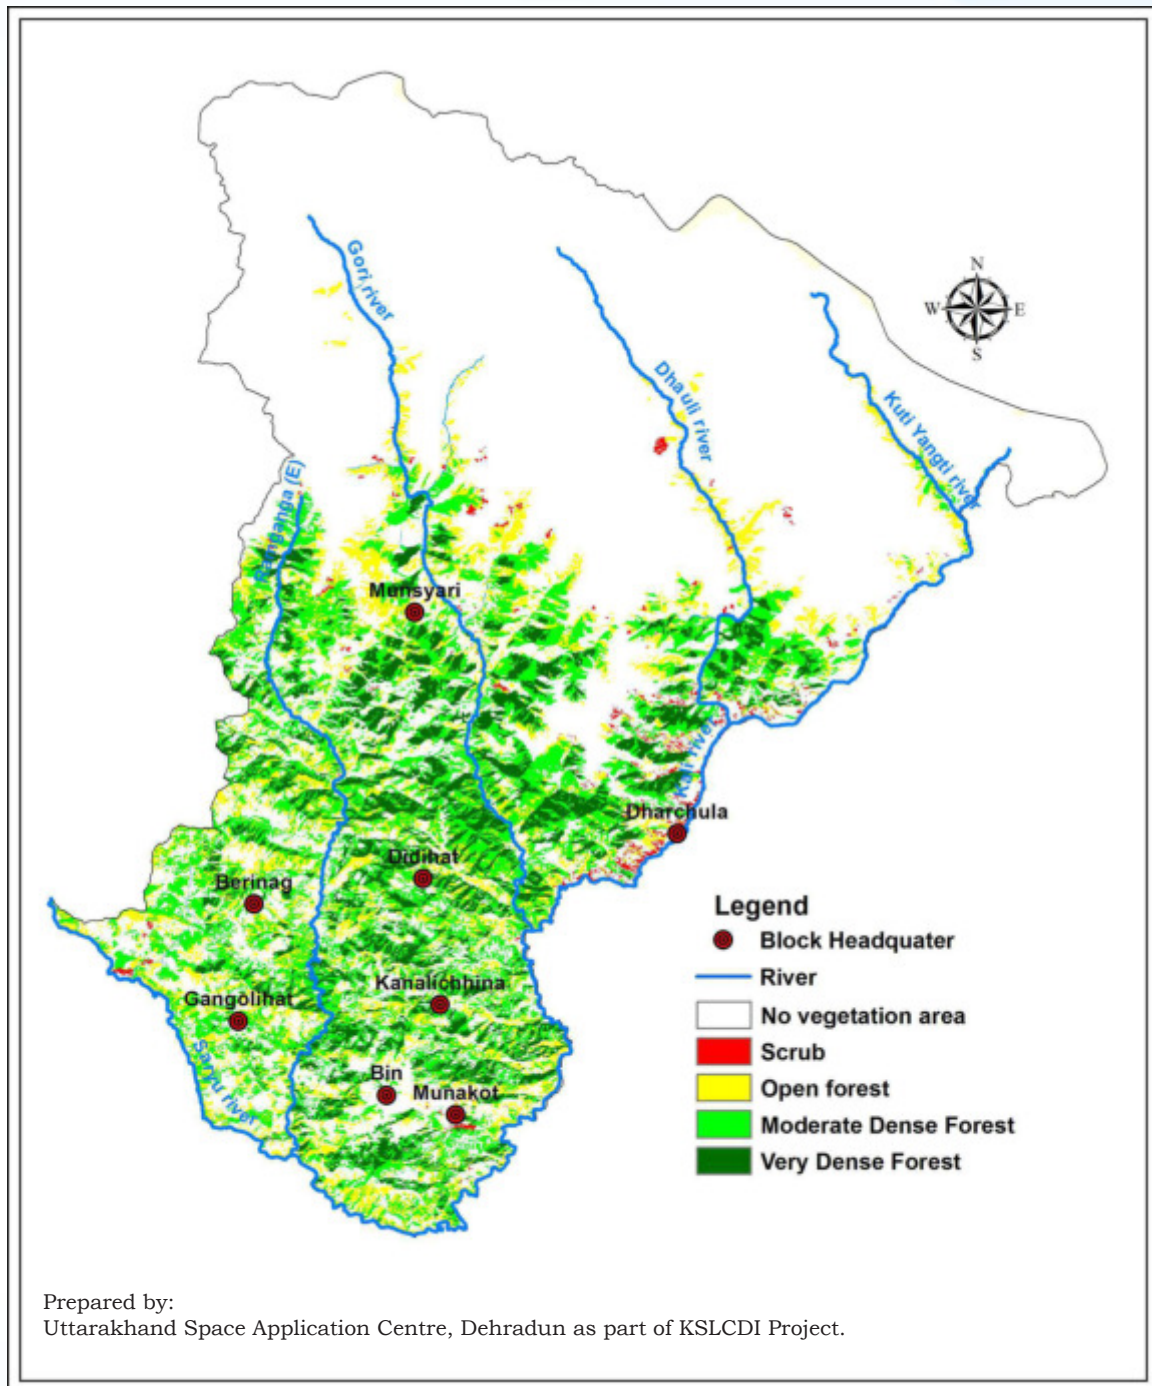 N
W
E
S
Gori river
Dhauli river
Kuti Yangti river
Ramganga (E)
Munsyari
Kali river
Dharchula
Didihat
Berinag
Kanalichhina
Gangolihat
Saryu river
Bin
Munakot
Legend
Block Headquater
River
No vegetation area
Scrub
Open forest
Moderate Dense Forest
Very Dense Forest
Prepared by:
Uttarakhand Space Application Centre, Dehradun as part of KSLCDI Project.